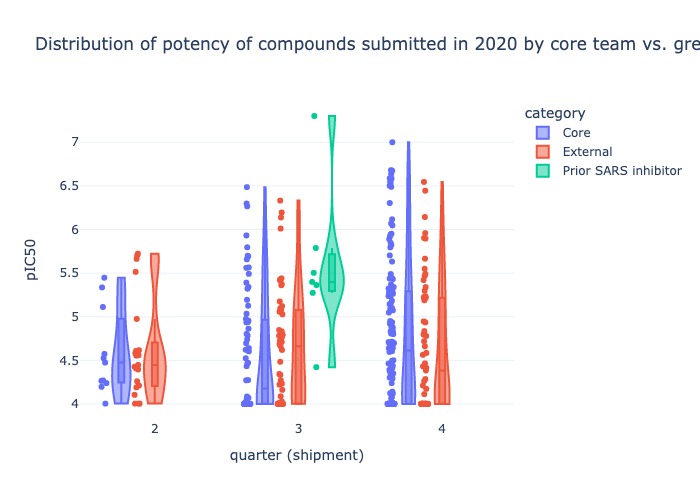 Distribution of potency of compounds submitted in 2020 by core team vs. gre
category
Core
External
Prior SARS inhibitor
7
6.5
6
5.5
5
4.5
4
pIC50
2
3
4
quarter (shipment)